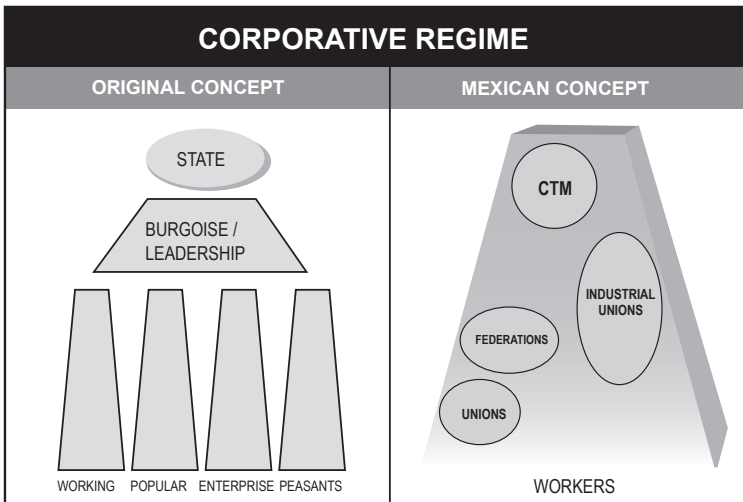 CORPORATIVE REGIME
ORIGINAL CONCEPT
STATE
BURGOISE /
LEADERSHIP
WORKING POPULAR ENTERPRISE PEASANTS
MEXICAN CONCEPT
CTM
INDUSTRIAL
UNIONS
FEDERATIONS
UNIONS
WORKERS